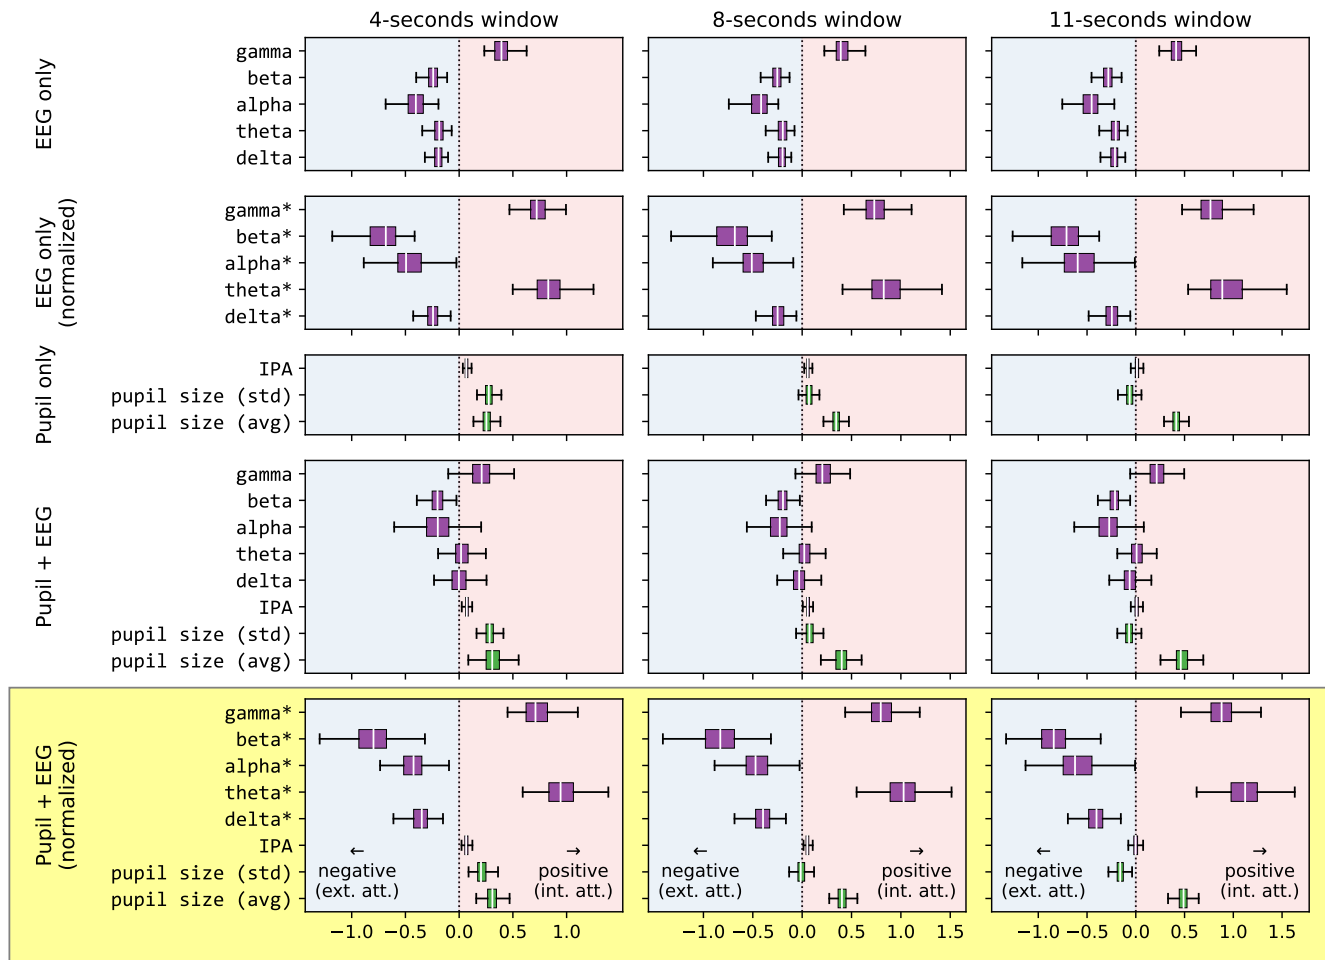 4-seconds window 8-seconds window 11-seconds window
EEG only
gamma
beta
alpha
theta
delta
EEG only
(normalized)
gamma*
beta*
alpha*
theta*
delta*
Pupil only
IPA
pupil size (std)
pupil size (avg)
Pupil + EEG
gamma
beta
alpha
theta
delta
IPA
pupil size (std)
pupil size (avg)
Pupil + EEG
(normalized)
gamma*
beta*
alpha*
theta*
delta*
IPA
pupil size (std)
pupil size (avg)
← → ← → ← →
negative positive negative positive negative positive
(ext. att.) (int. att.) (ext. att.) (int. att.) (ext. att.) (int. att.)
−1.0 −0.5 0.0 0.5 1.0 −1.0 −0.5 0.0 0.5 1.0 1.5 −1.0 −0.5 0.0 0.5 1.0 1.5